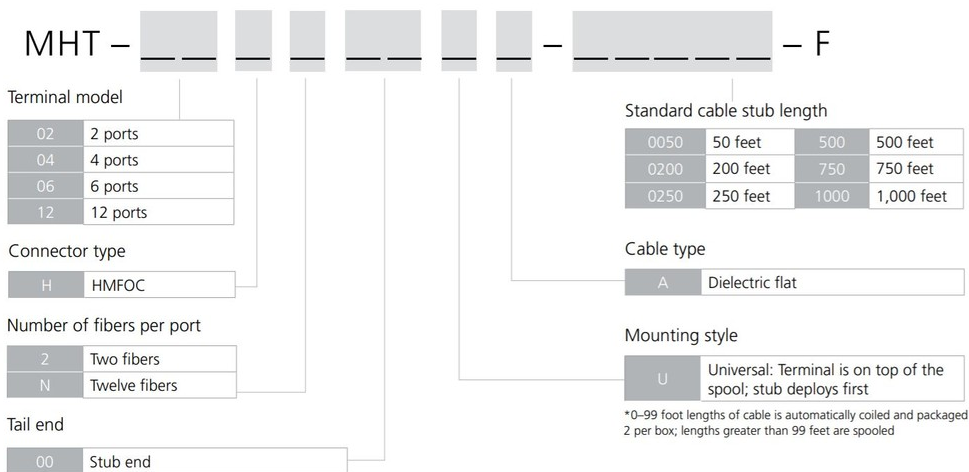 MHT – __ __ __ __ __ __ __ __ – __ __ __ __ __ – F
Terminal model
02 2 ports
04 4 ports
06 6 ports
12 12 ports
Connector type
H HMFOC
Number of fibers per port
2 Two fibers
N Twelve fibers
Tail end
00 Stub end
Standard cable stub length
0050 50 feet 500 500 feet
0200 200 feet 750 750 feet
0250 250 feet 1000 1,000 feet
Cable type
A Dielectric flat
Mounting style
U Universal: Terminal is on top of the
spool; stub deploys first
*0–99 foot lengths of cable is automatically coiled and packaged
2 per box; lengths greater than 99 feet are spooled